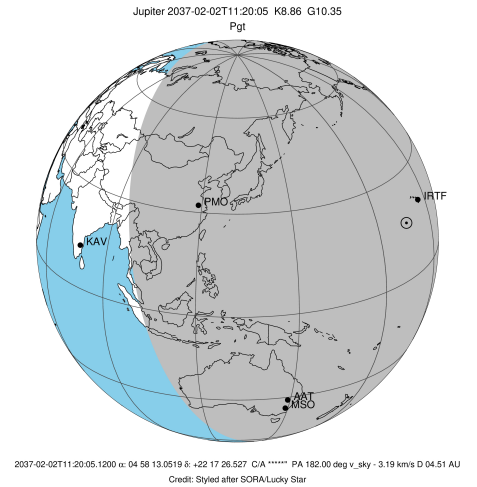 Jupiter 2037-02-02T11:20:05 K8.86 G10.35
Pgt
IRTF
PMO
KAV
AAT
MSO
2037-02-02T11:20:05.1200 α: 04 58 13.0519 δ: +22 17 26.527 C/A *****" PA 182.00 deg v_sky - 3.19 km/s D 04.51 AU
Credit: Styled after SORA/Lucky Star